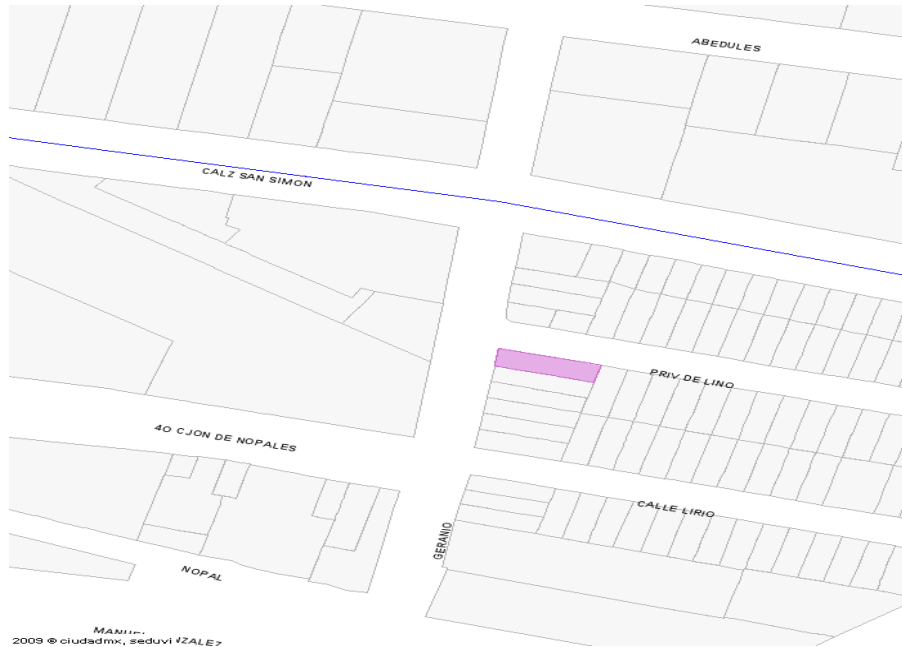 ABEDULES
CALZ SAN SIMON
PRIV DE LINO
4O CJON DE NOPALES
CALLE LIRIO
GERANIO
NOPAL
2009 © ciudadmx, seduvi